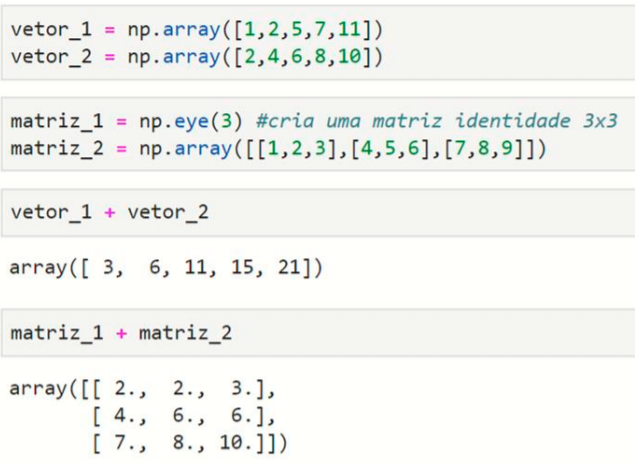 vetor_1 = np.array([1,2,5,7,11])
vetor_2 = np.array([2,4,6,8,10])
matriz_1 = np.eye(3) #cria uma matriz identidade 3x3
matriz_2 = np.array([[1,2,3],[4,5,6],[7,8,9]])
vetor_1 + vetor_2
array([ 3,  6, 11, 15, 21])
matriz_1 + matriz_2
array([[ 2.,  2.,  3.],
       [ 4.,  6.,  6.],
       [ 7.,  8., 10.]])